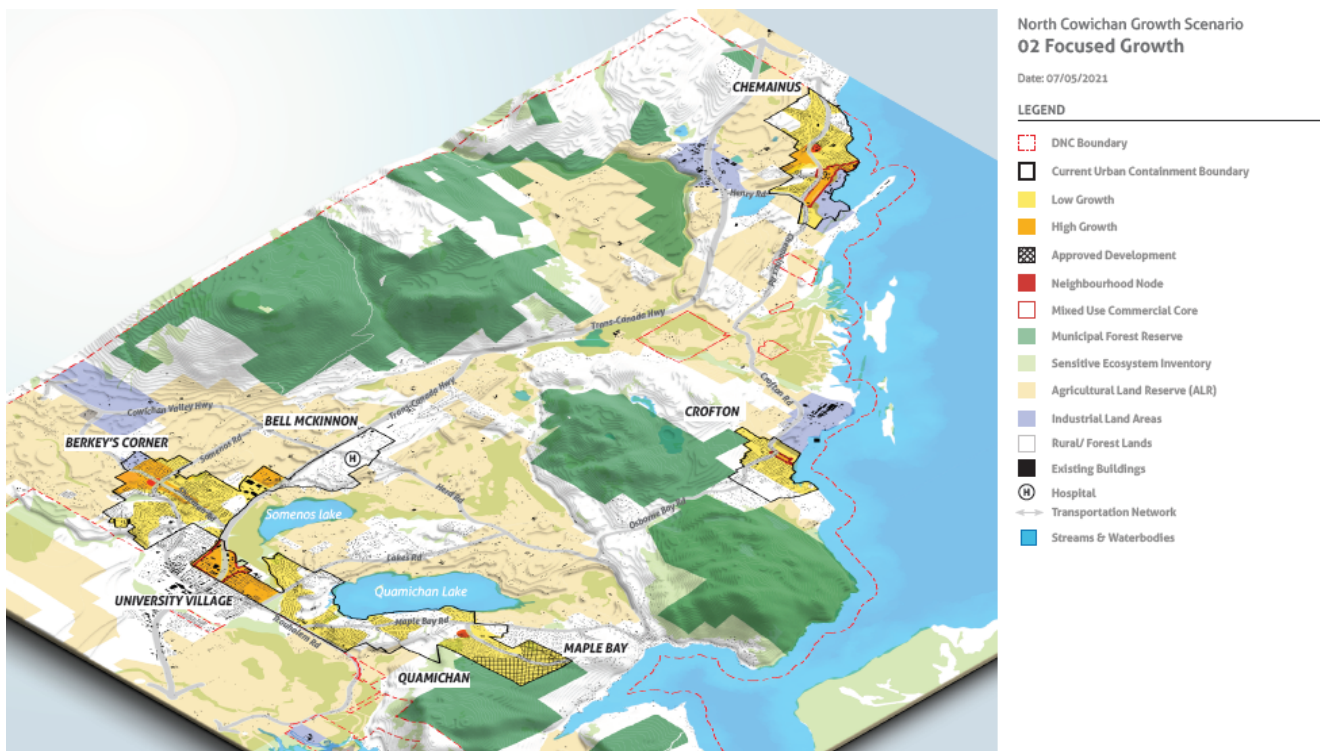 North Cowichan Growth Scenario
02 Focused Growth
Date: 07/05/2021
LEGEND
DNC Boundary
Current Urban Containment Boundary
Low Growth
High Growth
Approved Development
Neighbourhood Node
Mixed Use Commercial Core
Municipal Forest Reserve
Sensitive Ecosystem Inventory
Agricultural Land Reserve (ALR)
Industrial Land Areas
Rural/ Forest Lands
Existing Buildings
H
Hospital
Transportation Network
Streams & Waterbodies
CHEMAINUS
Henry Rd
Trans-Canada Hwy
Crofton Rd
CROFTON
Trans-Canada Hwy
Cowichan Valley Hwy
BELL MCKINNON
BERKEY'S CORNER
Somenos Rd
H
Herd Rd
Osborne Bay Rd
Somenos lake
Lakes Rd
Quamichan Lake
UNIVERSITY VILLAGE
Maple Bay Rd
MAPLE BAY
QUAMICHAN